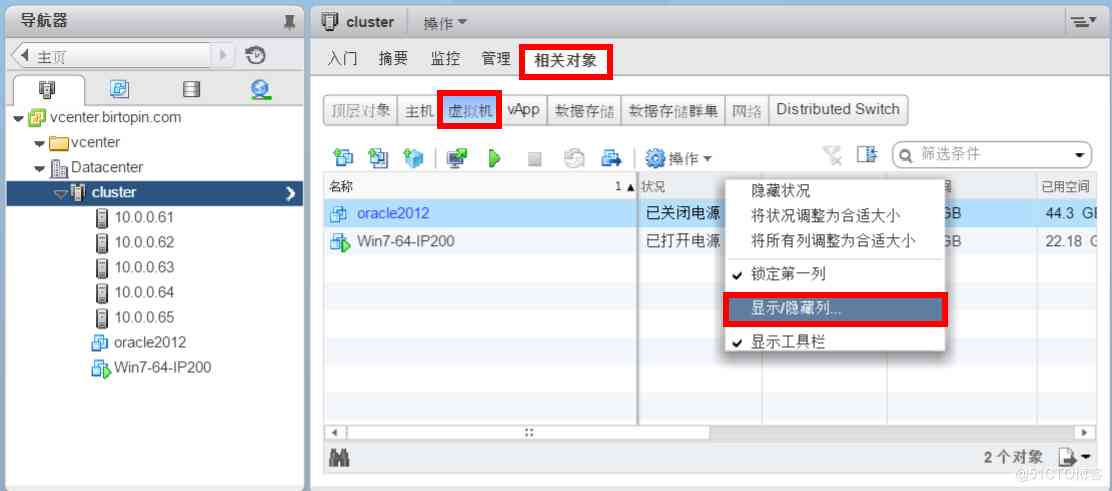 导航器
主页
vcenter.birtopin.com
vcenter
Datacenter
cluster
10.0.0.61
10.0.0.62
10.0.0.63
10.0.0.64
10.0.0.65
oracle2012
Win7-64-IP200
cluster 操作
入门 摘要 监控 管理 相关对象
顶层对象 主机 虚拟机 vApp 数据存储 数据存储群集 网络 Distributed Switch
操作 筛选条件
名称 1 状况 已用空间
oracle2012 已关闭电源 GB 44.3 G
Win7-64-IP200 已打开电源 GB 22.18
隐藏状况
将状况调整为合适大小
将所有列调整为合适大小
锁定第一列
显示/隐藏列...
显示工具栏
2 个对象
@51CTO博客